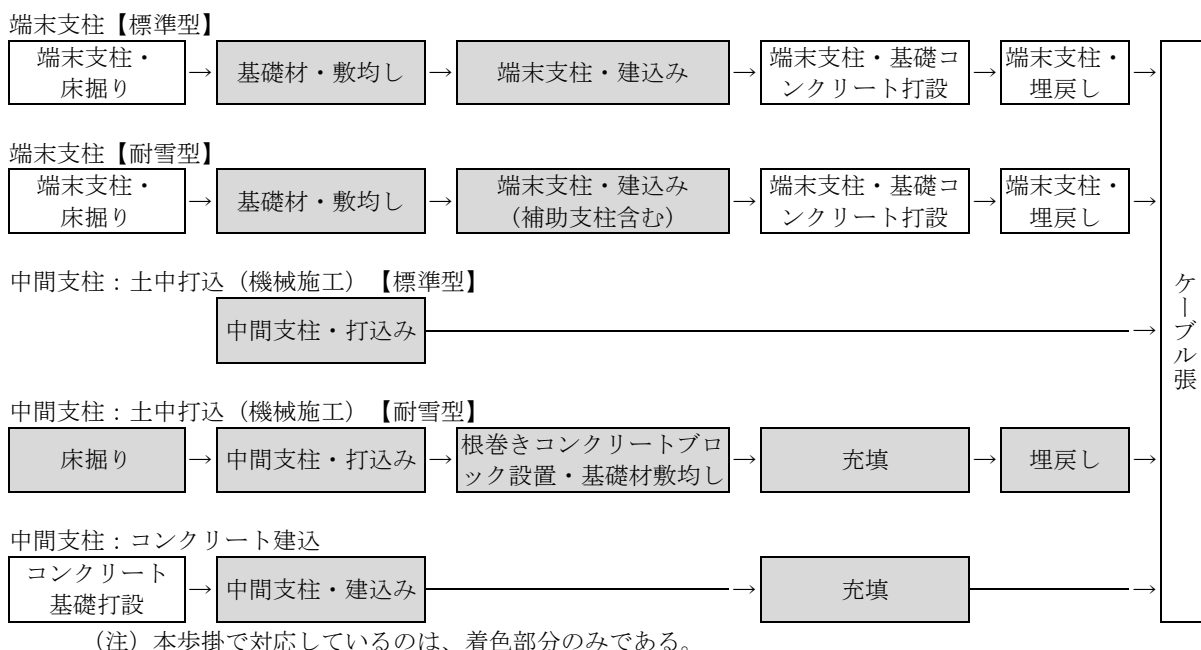 端末支柱【標準型】
端末支柱・
床掘り
→
基礎材・敷均し
→
端末支柱・建込み
→
端末支柱・基礎コ
ンクリート打設
→
端末支柱・
埋戻し
→
端末支柱【耐雪型】
端末支柱・
床掘り
→
基礎材・敷均し
→
端末支柱・建込み
(補助支柱含む)
→
端末支柱・基礎コ
ンクリート打設
→
端末支柱・
埋戻し
→
中間支柱:土中打込(機械施工)【標準型】
中間支柱・打込み
→
中間支柱:土中打込(機械施工)【耐雪型】
床掘り
→
中間支柱・打込み
→
根巻きコンクリートブロ
ック設置・基礎材敷均し
→
充填
→
埋戻し
→
中間支柱:コンクリート建込
コンクリート
基礎打設
→
中間支柱・建込み
→
充填
→
ケーブル張
(注)本歩掛で対応しているのは、着色部分のみである。